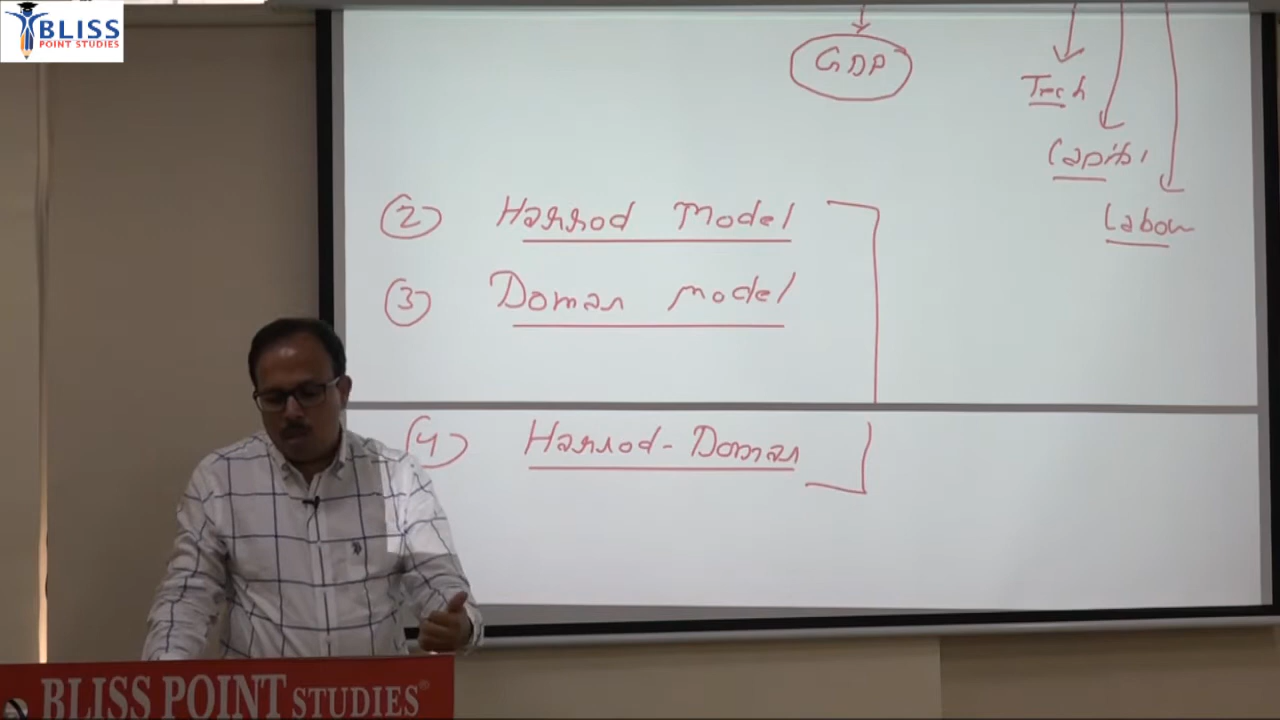 BLISS
POINT STUDIES
GDP
Tech
Capital
Labour
2 Harrod Model
3 Domar model
4 Harrod-Domar
BLISS POINT STUDIES®